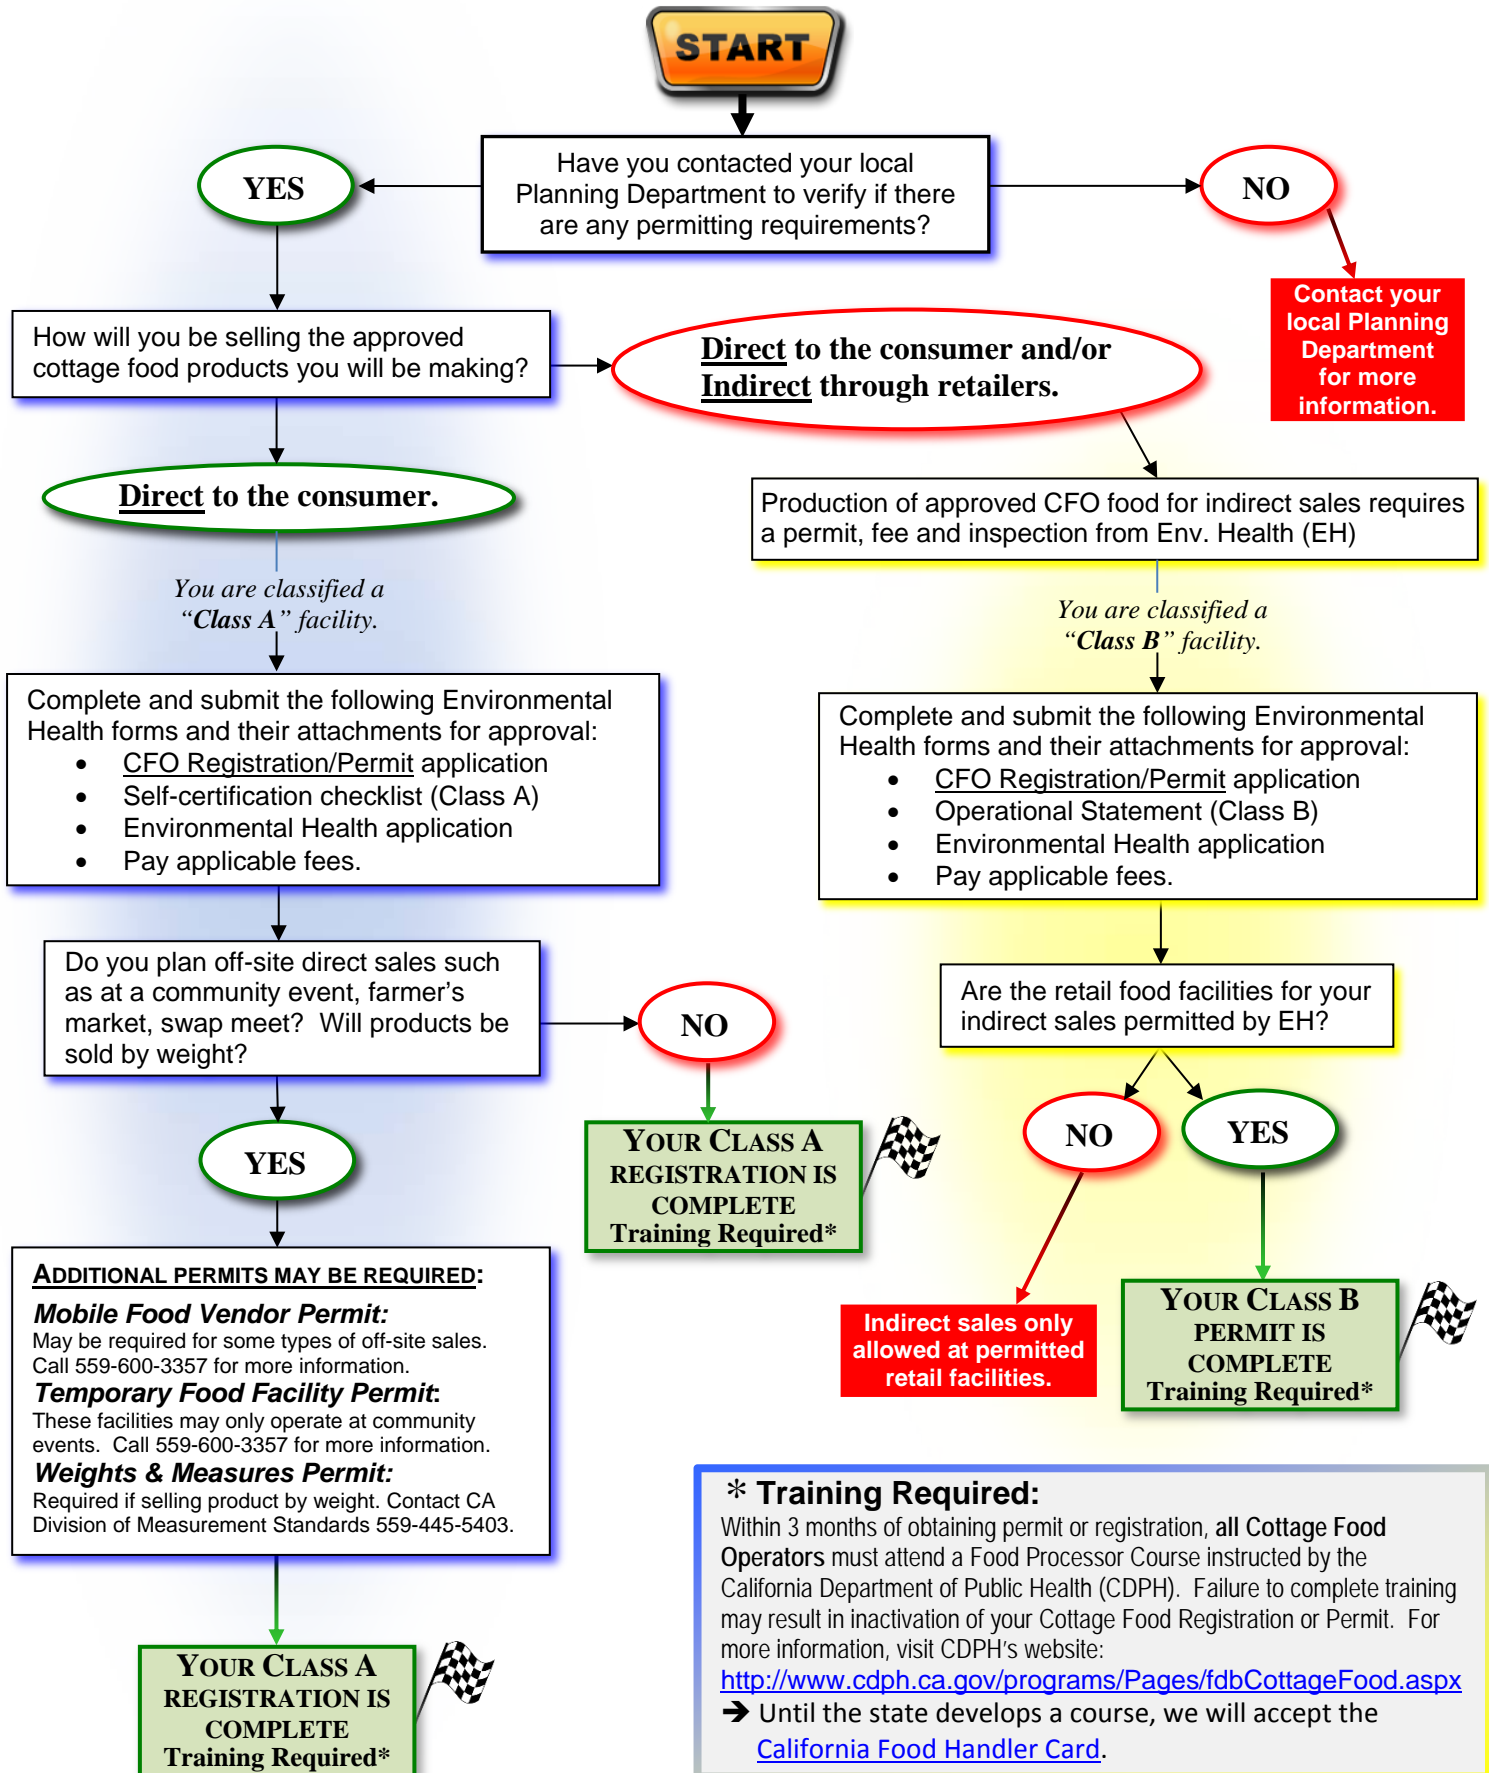 START
Have you contacted your local
Planning Department to verify if there
are any permitting requirements?
YES
NO
Contact your
local Planning
Department
for more
information.
How will you be selling the approved
cottage food products you will be making?
Direct to the consumer and/or
Indirect through retailers.
Direct to the consumer.
You are classified a
“Class A” facility.
Production of approved CFO food for indirect sales requires
a permit, fee and inspection from Env. Health (EH)
You are classified a
“Class B” facility.
Complete and submit the following Environmental
Health forms and their attachments for approval:
• CFO Registration/Permit application
• Self-certification checklist (Class A)
• Environmental Health application
• Pay applicable fees.
Complete and submit the following Environmental
Health forms and their attachments for approval:
• CFO Registration/Permit application
• Operational Statement (Class B)
• Environmental Health application
• Pay applicable fees.
Do you plan off-site direct sales such
as at a community event, farmer’s
market, swap meet?  Will products be
sold by weight?
NO
YOUR CLASS A
REGISTRATION IS
COMPLETE
Training Required*
YES
Are the retail food facilities for your
indirect sales permitted by EH?
NO
YES
Indirect sales only
allowed at permitted
retail facilities.
YOUR CLASS B
PERMIT IS
COMPLETE
Training Required*
ADDITIONAL PERMITS MAY BE REQUIRED:
Mobile Food Vendor Permit:
May be required for some types of off-site sales.
Call 559-600-3357 for more information.
Temporary Food Facility Permit:
These facilities may only operate at community
events.  Call 559-600-3357 for more information.
Weights & Measures Permit:
Required if selling product by weight. Contact CA
Division of Measurement Standards 559-445-5403.
YOUR CLASS A
REGISTRATION IS
COMPLETE
Training Required*
* Training Required:
Within 3 months of obtaining permit or registration, all Cottage Food
Operators must attend a Food Processor Course instructed by the
California Department of Public Health (CDPH).  Failure to complete training
may result in inactivation of your Cottage Food Registration or Permit.  For
more information, visit CDPH’s website:
http://www.cdph.ca.gov/programs/Pages/fdbCottageFood.aspx
➔ Until the state develops a course, we will accept the
California Food Handler Card.